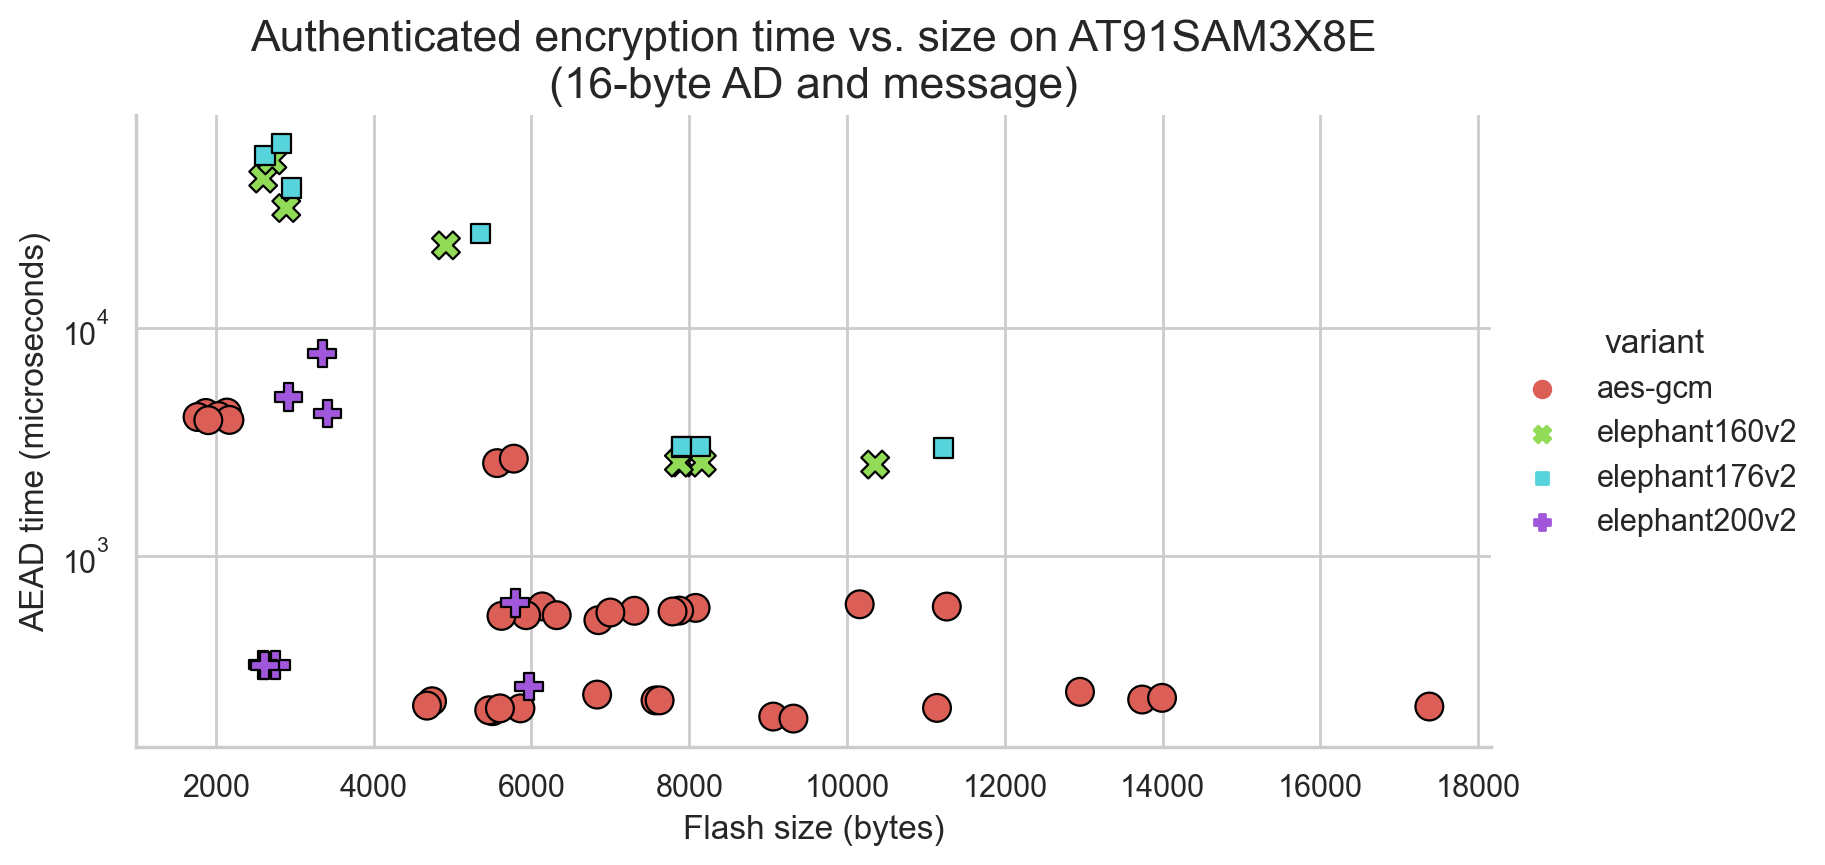 Authenticated encryption time vs. size on AT91SAM3X8E
(16-byte AD and message)
AEAD time (microseconds)
10⁴
10³
2000 4000 6000 8000 10000 12000 14000 16000 18000
Flash size (bytes)
variant
aes-gcm
elephant160v2
elephant176v2
elephant200v2